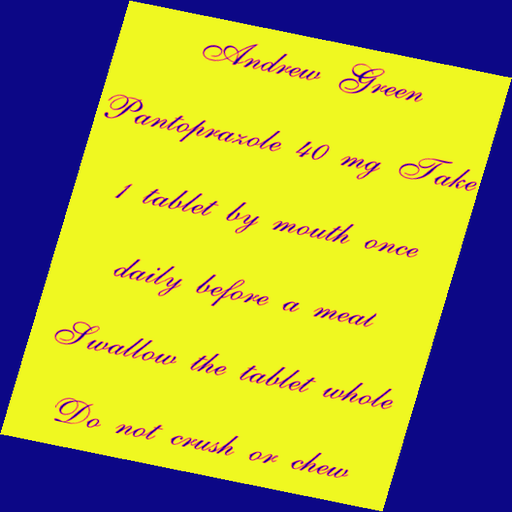 Andrew Green
Pantoprazole 40 mg Take
1 tablet by mouth once
daily before a meal
Swallow the tablet whole
Do not crush or chew